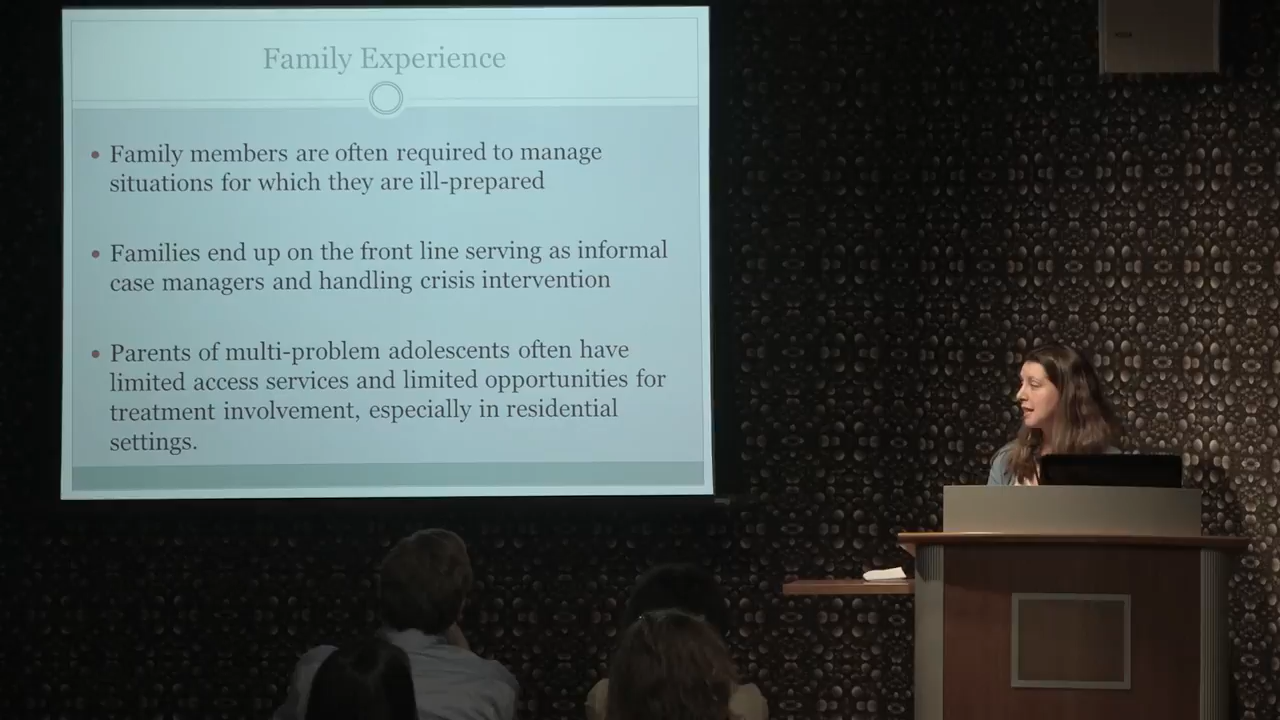 Family Experience
• Family members are often required to manage
situations for which they are ill-prepared
• Families end up on the front line serving as informal
case managers and handling crisis intervention
• Parents of multi-problem adolescents often have
limited access services and limited opportunities for
treatment involvement, especially in residential
settings.